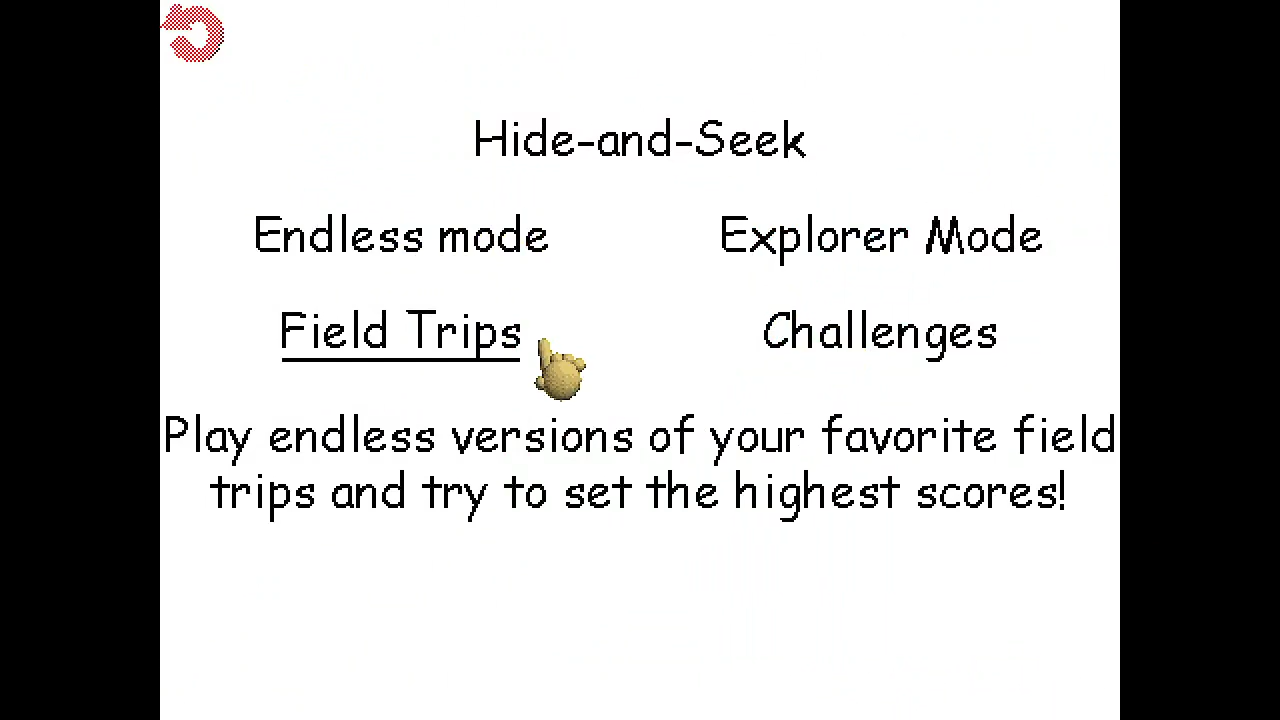 Hide-and-Seek
Endless mode
Explorer Mode
Field Trips
Challenges
Play endless versions of your favorite field
trips and try to set the highest scores!